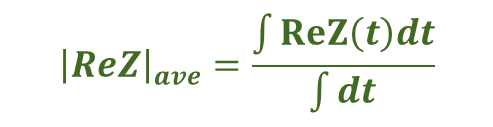 |ReZ|ave = ∫ ReZ(t)dt / ∫ dt